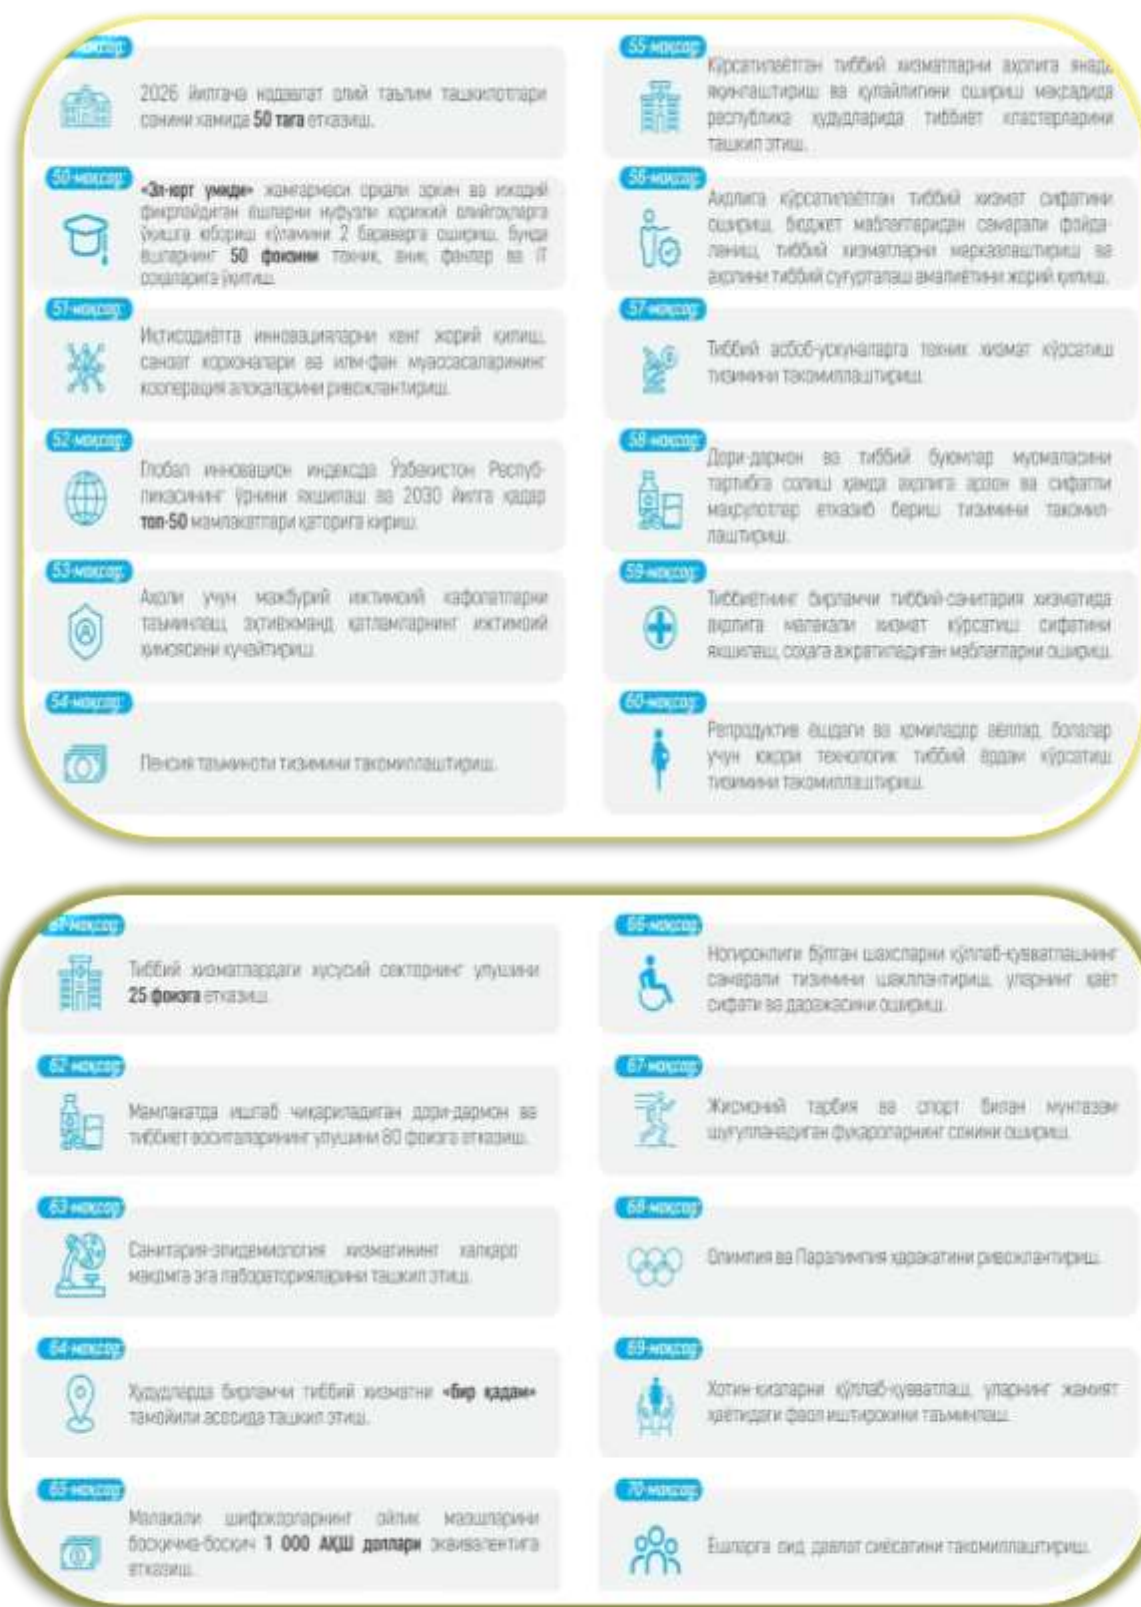 -мақсад:
2026 йилгача нодавлат олий таълим ташкилотлари
сонини камида 50 тага етказиш.
50-мақсад:
«Эл-юрт умиди» жамғармаси орқали эркин ва ижодий
фикрлайдиган ёшларни нуфузли хорижий олийгоҳларга
ўқишга юбориш кўламини 2 бараварга ошириш, бунда
ёшларнинг 50 фоизини техник, аниқ фанлар ва IT
соҳаларига ўқитиш.
51-мақсад:
Иқтисодиётга инновацияларни кенг жорий қилиш,
саноат корхоналари ва илм-фан муассасаларининг
кооперация алоқаларини ривожлантириш.
52-мақсад:
Глобал инновацион индексда Ўзбекистон Респуб-
ликасининг ўрнини яхшилаш ва 2030 йилга қадар
топ-50 мамлакатлари қаторига кириш.
53-мақсад:
Аҳоли учун мажбурий ижтимоий кафолатларни
таъминлаш, эҳтиёжманд қатламларнинг ижтимоий
ҳимоясини кучайтириш.
54-мақсад:
Пенсия таъминоти тизимини такомиллаштириш.
55-мақсад:
Кўрсатилаётган тиббий хизматларни аҳолига янада
яқинлаштириш ва қулайлигини ошириш мақсадида
республика ҳудудларида тиббиёт кластерларини
ташкил этиш.
56-мақсад:
Аҳолига кўрсатилаётган тиббий хизмат сифатини
ошириш, бюджет маблағларидан самарали фойда-
ланиш, тиббий хизматларни марказлаштириш ва
аҳолини тиббий суғурталаш амалиётини жорий қилиш.
57-мақсад:
Тиббий асбоб-ускуналарга техник хизмат кўрсатиш
тизимини такомиллаштириш.
58-мақсад:
Дори-дармон ва тиббий буюмлар муомаласини
тартибга солиш ҳамда аҳолига арзон ва сифатли
маҳсулотлар етказиб бериш тизимини такомил-
лаштириш.
59-мақсад:
Тиббиётнинг бирламчи тиббий-санитария хизматида
аҳолига малакали хизмат кўрсатиш сифатини
яхшилаш, соҳага ажратиладиган маблағларни ошириш.
60-мақсад:
Репродуктив ёшдаги ва ҳомиладор аёллар, болалар
учун юқори технологик тиббий ёрдам кўрсатиш
тизимини такомиллаштириш.
61-мақсад:
Тиббий хизматлардаги хусусий секторнинг улушини
25 фоизга етказиш.
62-мақсад:
Мамлакатда ишлаб чиқариладиган дори-дармон ва
тиббиёт воситаларининг улушини 80 фоизга етказиш.
63-мақсад:
Санитария-эпидемиология хизматининг халқаро
мақомга эга лабораторияларини ташкил этиш.
64-мақсад:
Ҳудудларда бирламчи тиббий хизматни «бир қадам»
тамойили асосида ташкил этиш.
65-мақсад:
Малакали шифокорларнинг ойлик маошларини
босқичма-босқич 1 000 АҚШ доллари эквивалентига
етказиш.
66-мақсад:
Ногиронлиги бўлган шахсларни қўллаб-қувватлашнинг
самарали тизимини шакллантириш, уларнинг ҳаёт
сифати ва даражасини ошириш.
67-мақсад:
Жисмоний тарбия ва спорт билан мунтазам
шуғулланадиган фуқароларнинг сонини ошириш.
68-мақсад:
Олимпия ва Паралимпия ҳаракатини ривожлантириш.
69-мақсад:
Хотин-қизларни қўллаб-қувватлаш, уларнинг жамият
ҳаётидаги фаол иштирокини таъминлаш.
70-мақсад:
Ёшларга оид давлат сиёсатини такомиллаштириш.